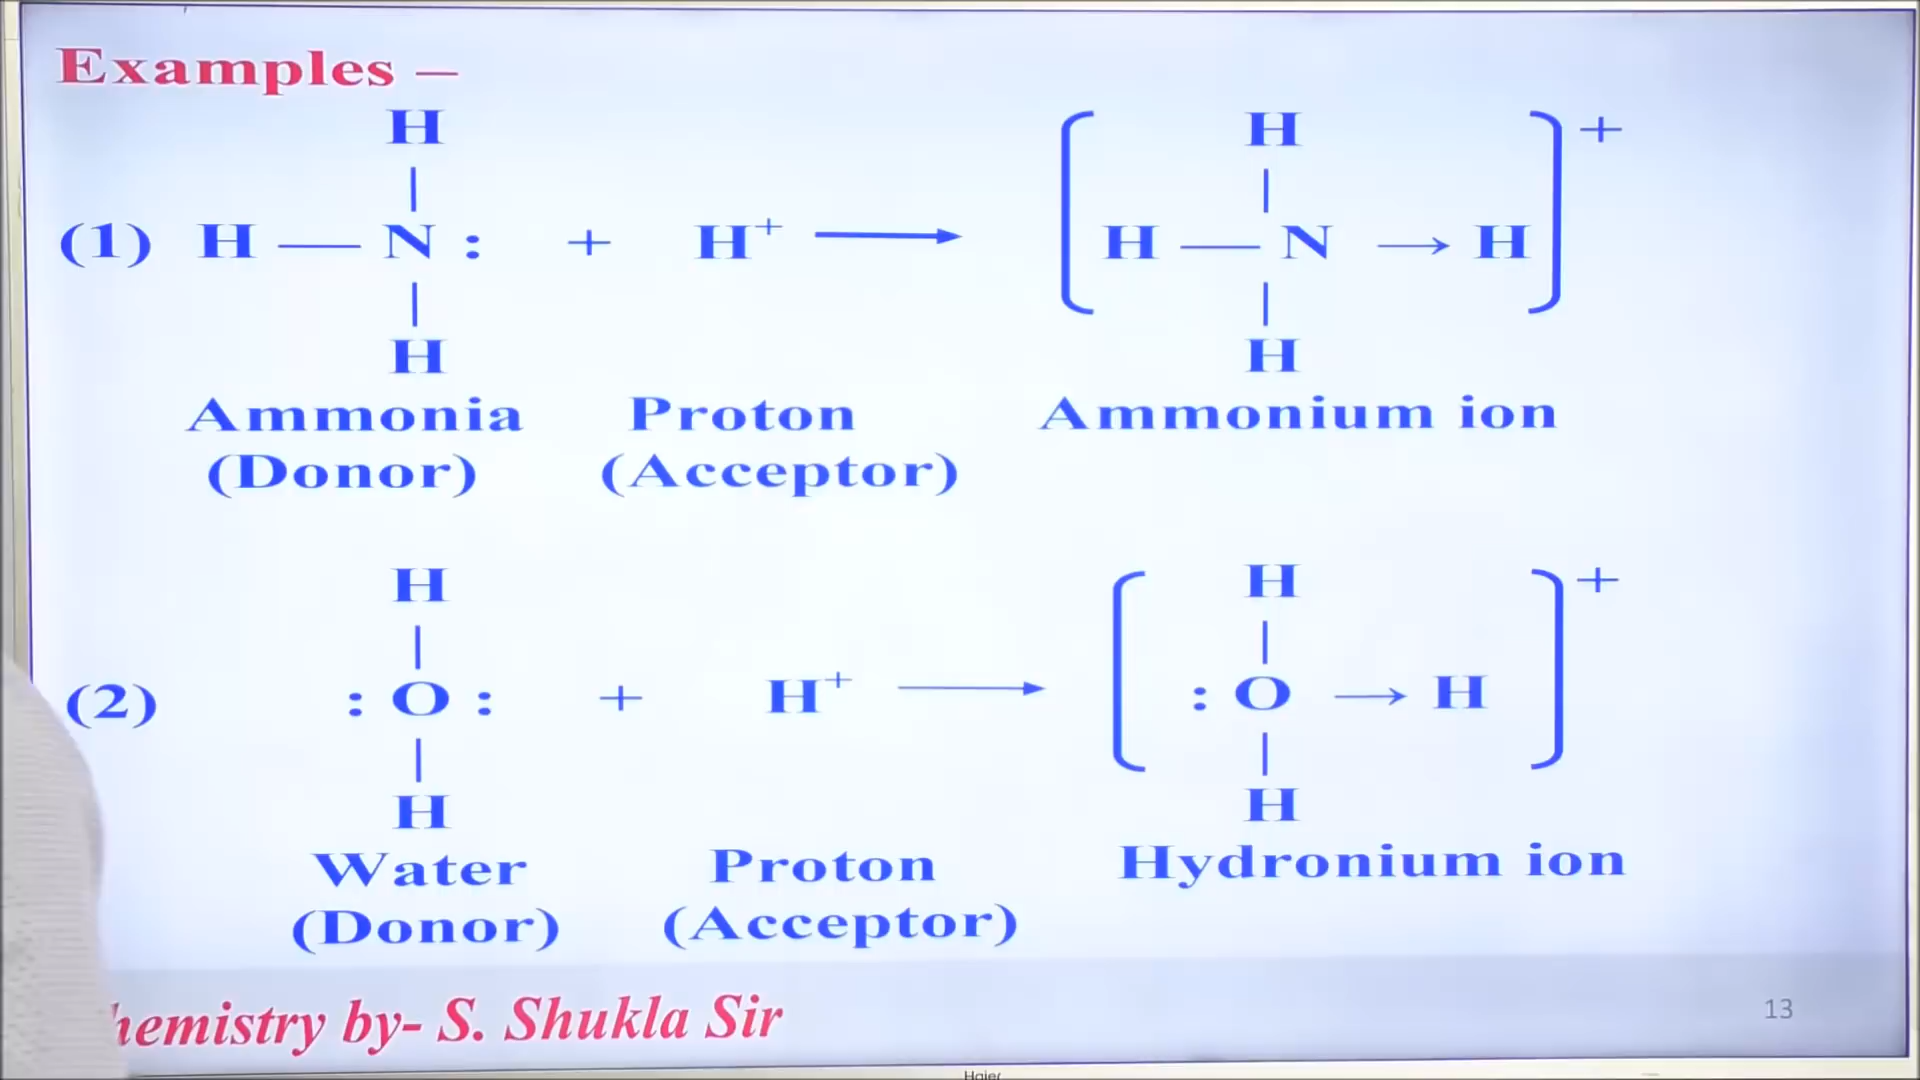 Examples –
H H +
(1) H — N : + H⁺ ⟶ [ H — N → H ]
H H
Ammonia Proton Ammonium ion
(Donor) (Acceptor)
H H +
(2) : O : + H⁺ ⟶ [ : O → H ]
H H
Water Proton Hydronium ion
(Donor) (Acceptor)
hemistry by- S. Shukla Sir
13
Haier